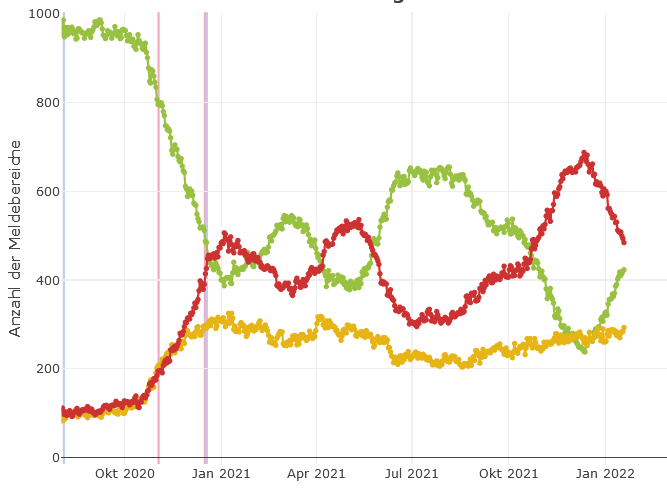 1000
800
600
400
200
0
Anzahl der Meldebereiche
Okt 2020
Jan 2021
Apr 2021
Jul 2021
Okt 2021
Jan 2022